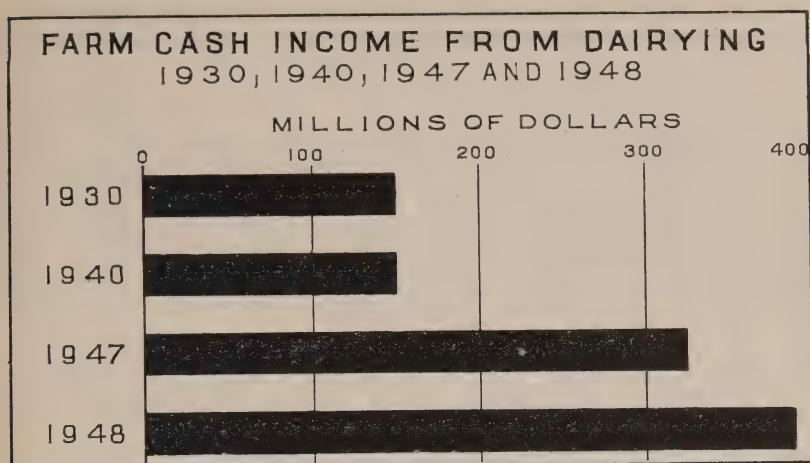 FARM CASH INCOME FROM DAIRYING
1930, 1940, 1947 AND 1948
MILLIONS OF DOLLARS
0 100 200 300 400
1930
1940
1947
1948